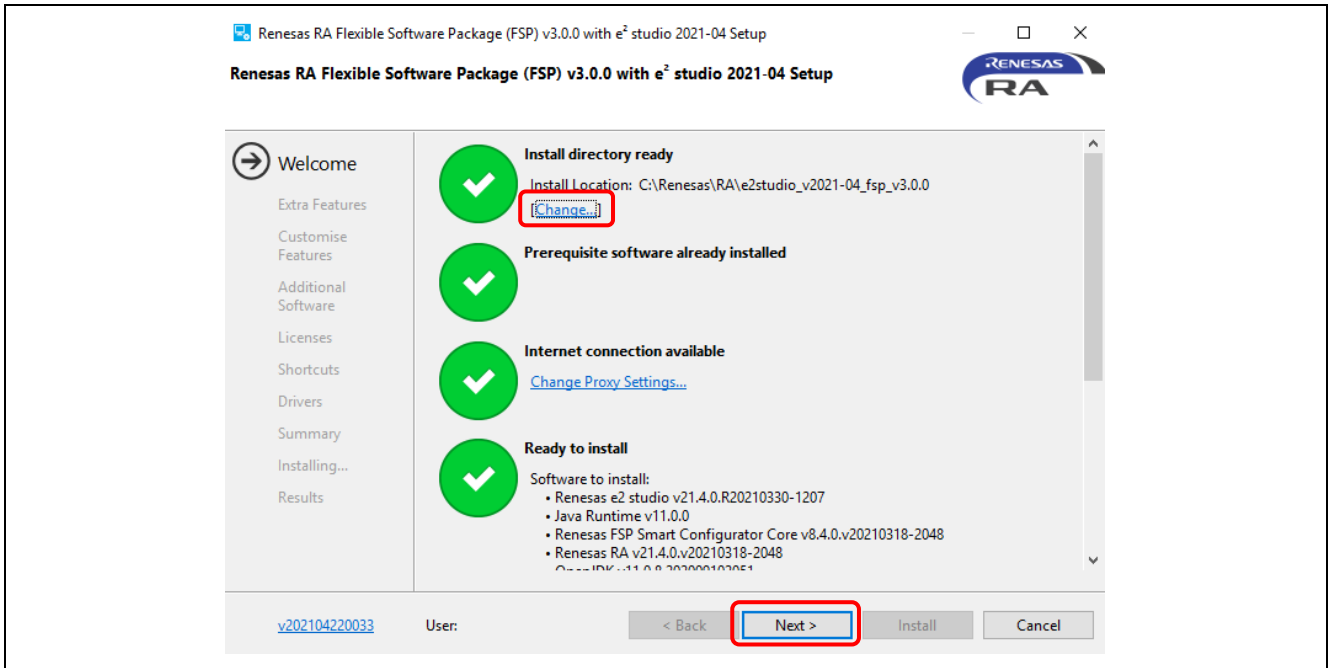 Renesas RA Flexible Software Package (FSP) v3.0.0 with e² studio 2021-04 Setup
Renesas RA Flexible Software Package (FSP) v3.0.0 with e² studio 2021-04 Setup
RENESAS
RA
Welcome
Extra Features
Customise
Features
Additional
Software
Licenses
Shortcuts
Drivers
Summary
Installing...
Results
Install directory ready
Install Location: C:\Renesas\RA\e2studio_v2021-04_fsp_v3.0.0
[Change...]
Prerequisite software already installed
Internet connection available
Change Proxy Settings...
Ready to install
Software to install:
• Renesas e2 studio v21.4.0.R20210330-1207
• Java Runtime v11.0.0
• Renesas FSP Smart Configurator Core v8.4.0.v20210318-2048
• Renesas RA v21.4.0.v20210318-2048
v202104220033
User:
< Back
Next >
Install
Cancel